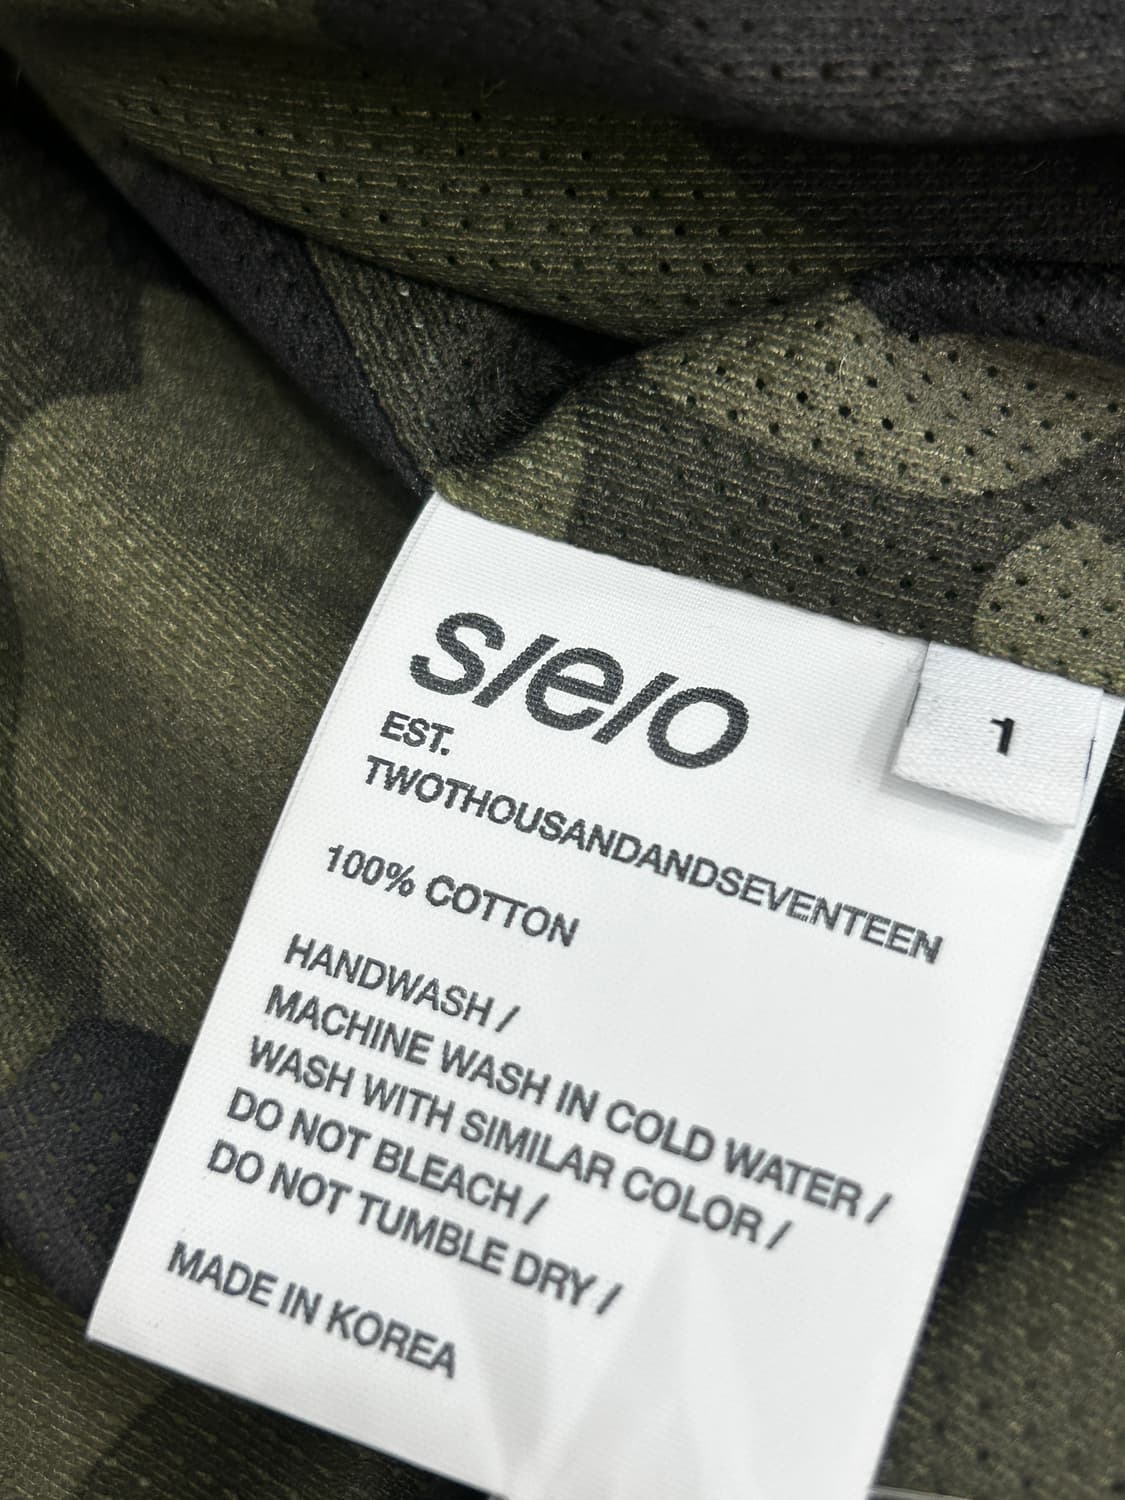 s/e/o
1
EST.
TWOTHOUSANDANDSEVENTEEN
100% COTTON
HANDWASH /
MACHINE WASH IN COLD WATER /
WASH WITH SIMILAR COLOR /
DO NOT BLEACH /
DO NOT TUMBLE DRY /
MADE IN KOREA